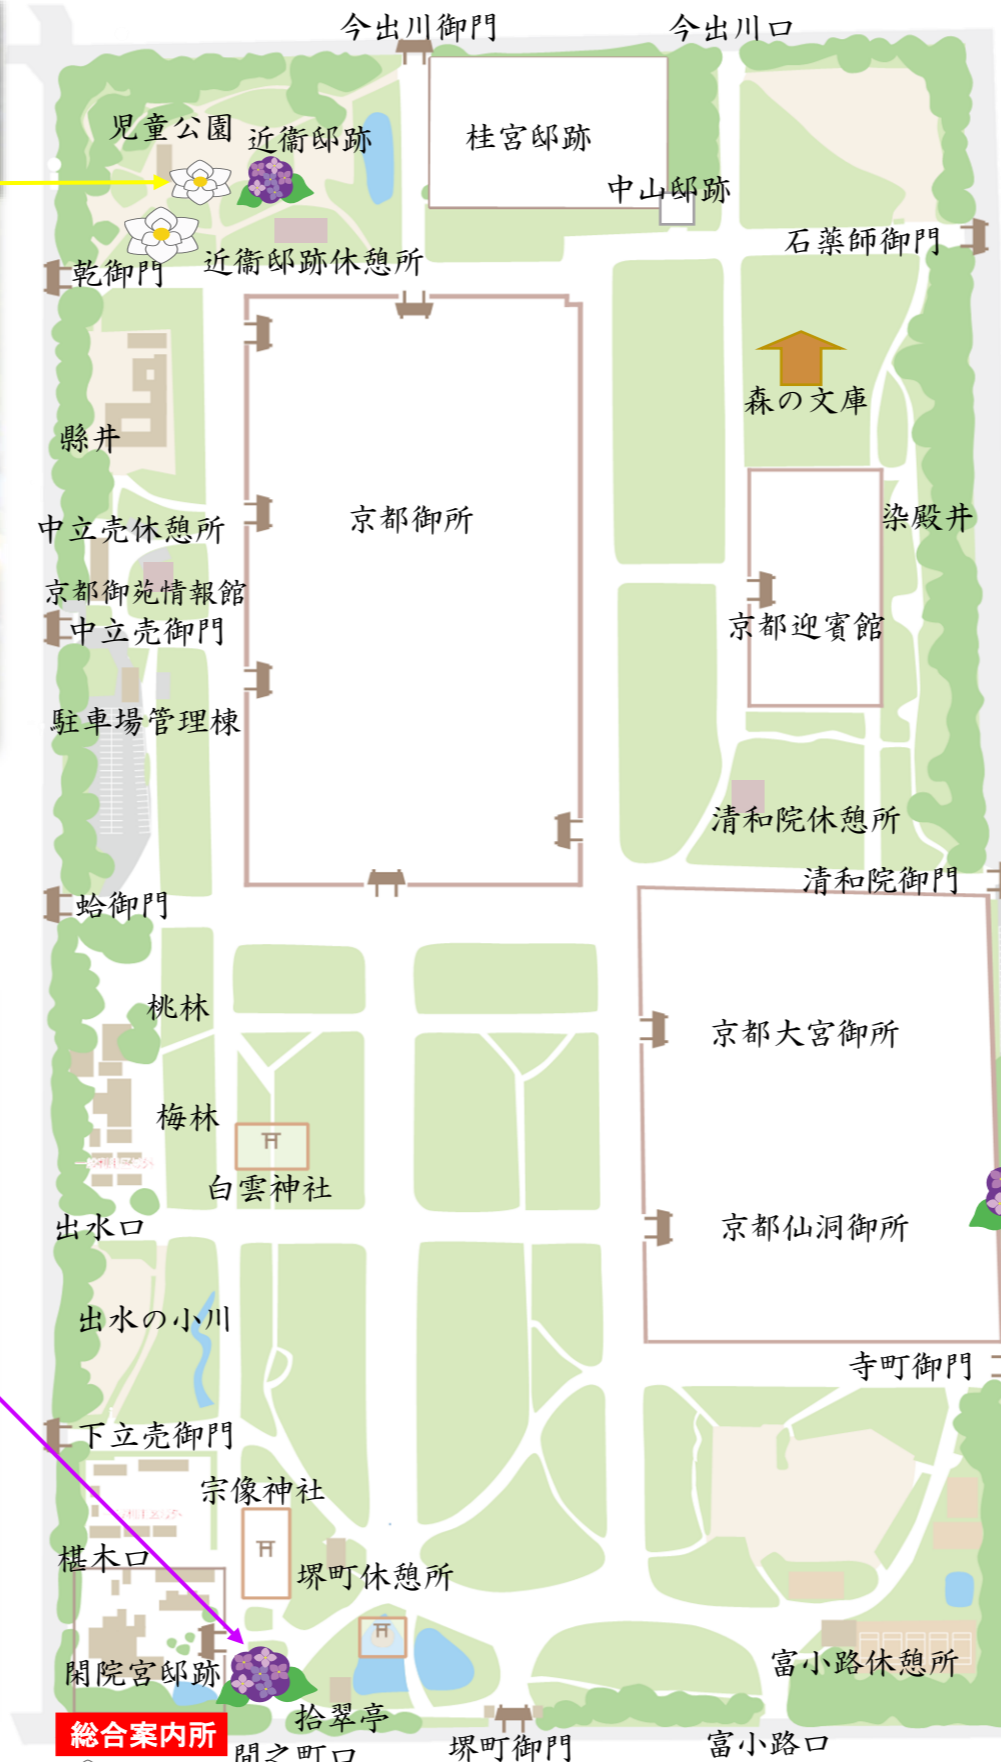 今出川御門
今出川口
児童公園
近衞邸跡
桂宮邸跡
中山邸跡
石薬師御門
近衞邸跡休憩所
乾御門
森の文庫
縣井
京都御所
染殿井
中立売休憩所
京都御苑情報館
中立売御門
京都迎賓館
駐車場管理棟
清和院休憩所
清和院御門
蛤御門
桃林
京都大宮御所
梅林
白雲神社
出水口
京都仙洞御所
出水の小川
寺町御門
下立売御門
宗像神社
椹木口
堺町休憩所
閑院宮邸跡
富小路休憩所
拾翠亭
総合案内所
間之町口
堺町御門
富小路口